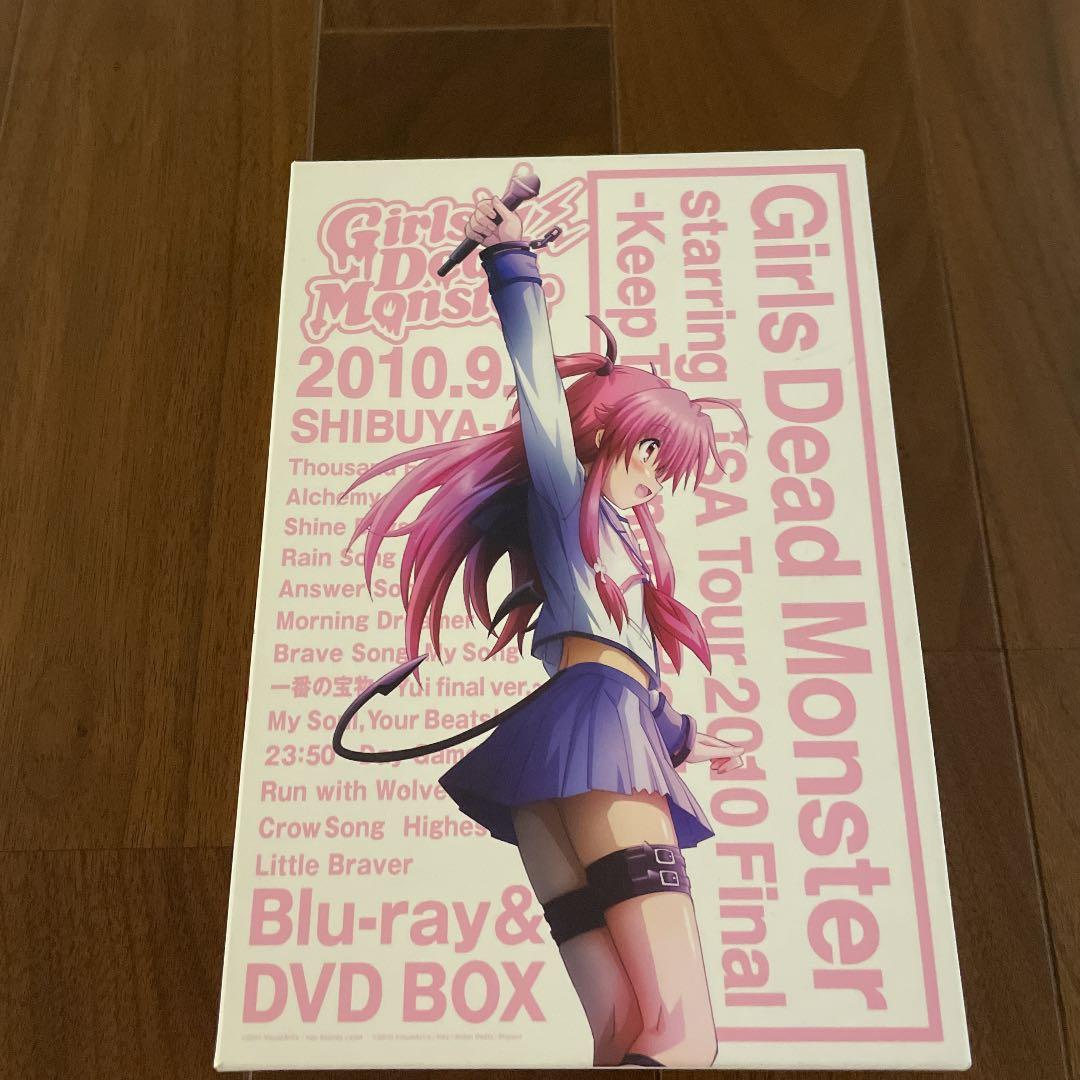 Girls
Dead
Monster
2010.9.
SHIBUYA-
Thousand
Alchemy
Shine
Rain Song
Answer So
Morning Dreamer
Brave Song My Song
一番の宝物 Yui final ver.
My Soul, Your Beats!
23:50 Day Game
Run with Wolve
Crow Song Highes
Little Braver
Blu-ray&
DVD BOX
Girls Dead Monster
starring LiSA Tour 2010 Final
-Keep